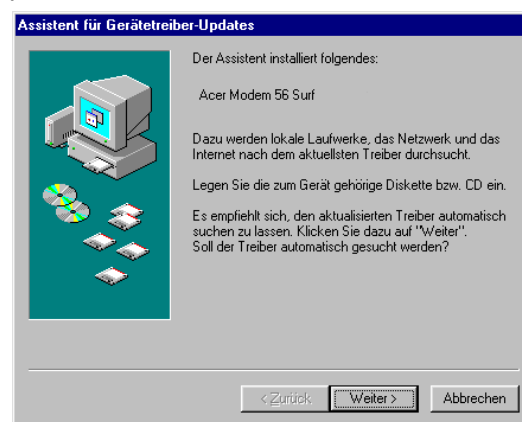 Assistent für Gerätetreiber-Updates
Der Assistent installiert folgendes:
Acer Modem 56 Surf
Dazu werden lokale Laufwerke, das Netzwerk und das
Internet nach dem aktuellsten Treiber durchsucht.
Legen Sie die zum Gerät gehörige Diskette bzw. CD ein.
Es empfiehlt sich, den aktualisierten Treiber automatisch
suchen zu lassen. Klicken Sie dazu auf "Weiter".
Soll der Treiber automatisch gesucht werden?
< Zurück Weiter > Abbrechen